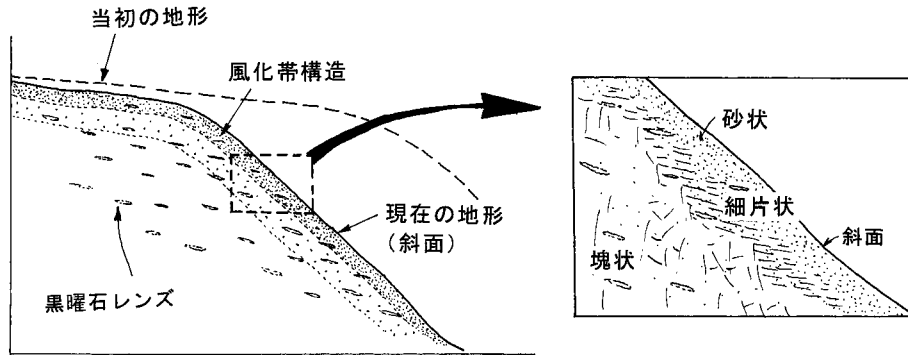 当初の地形
風化帯構造
現在の地形
(斜面)
黒曜石レンズ
砂状
細片状
斜面
塊状